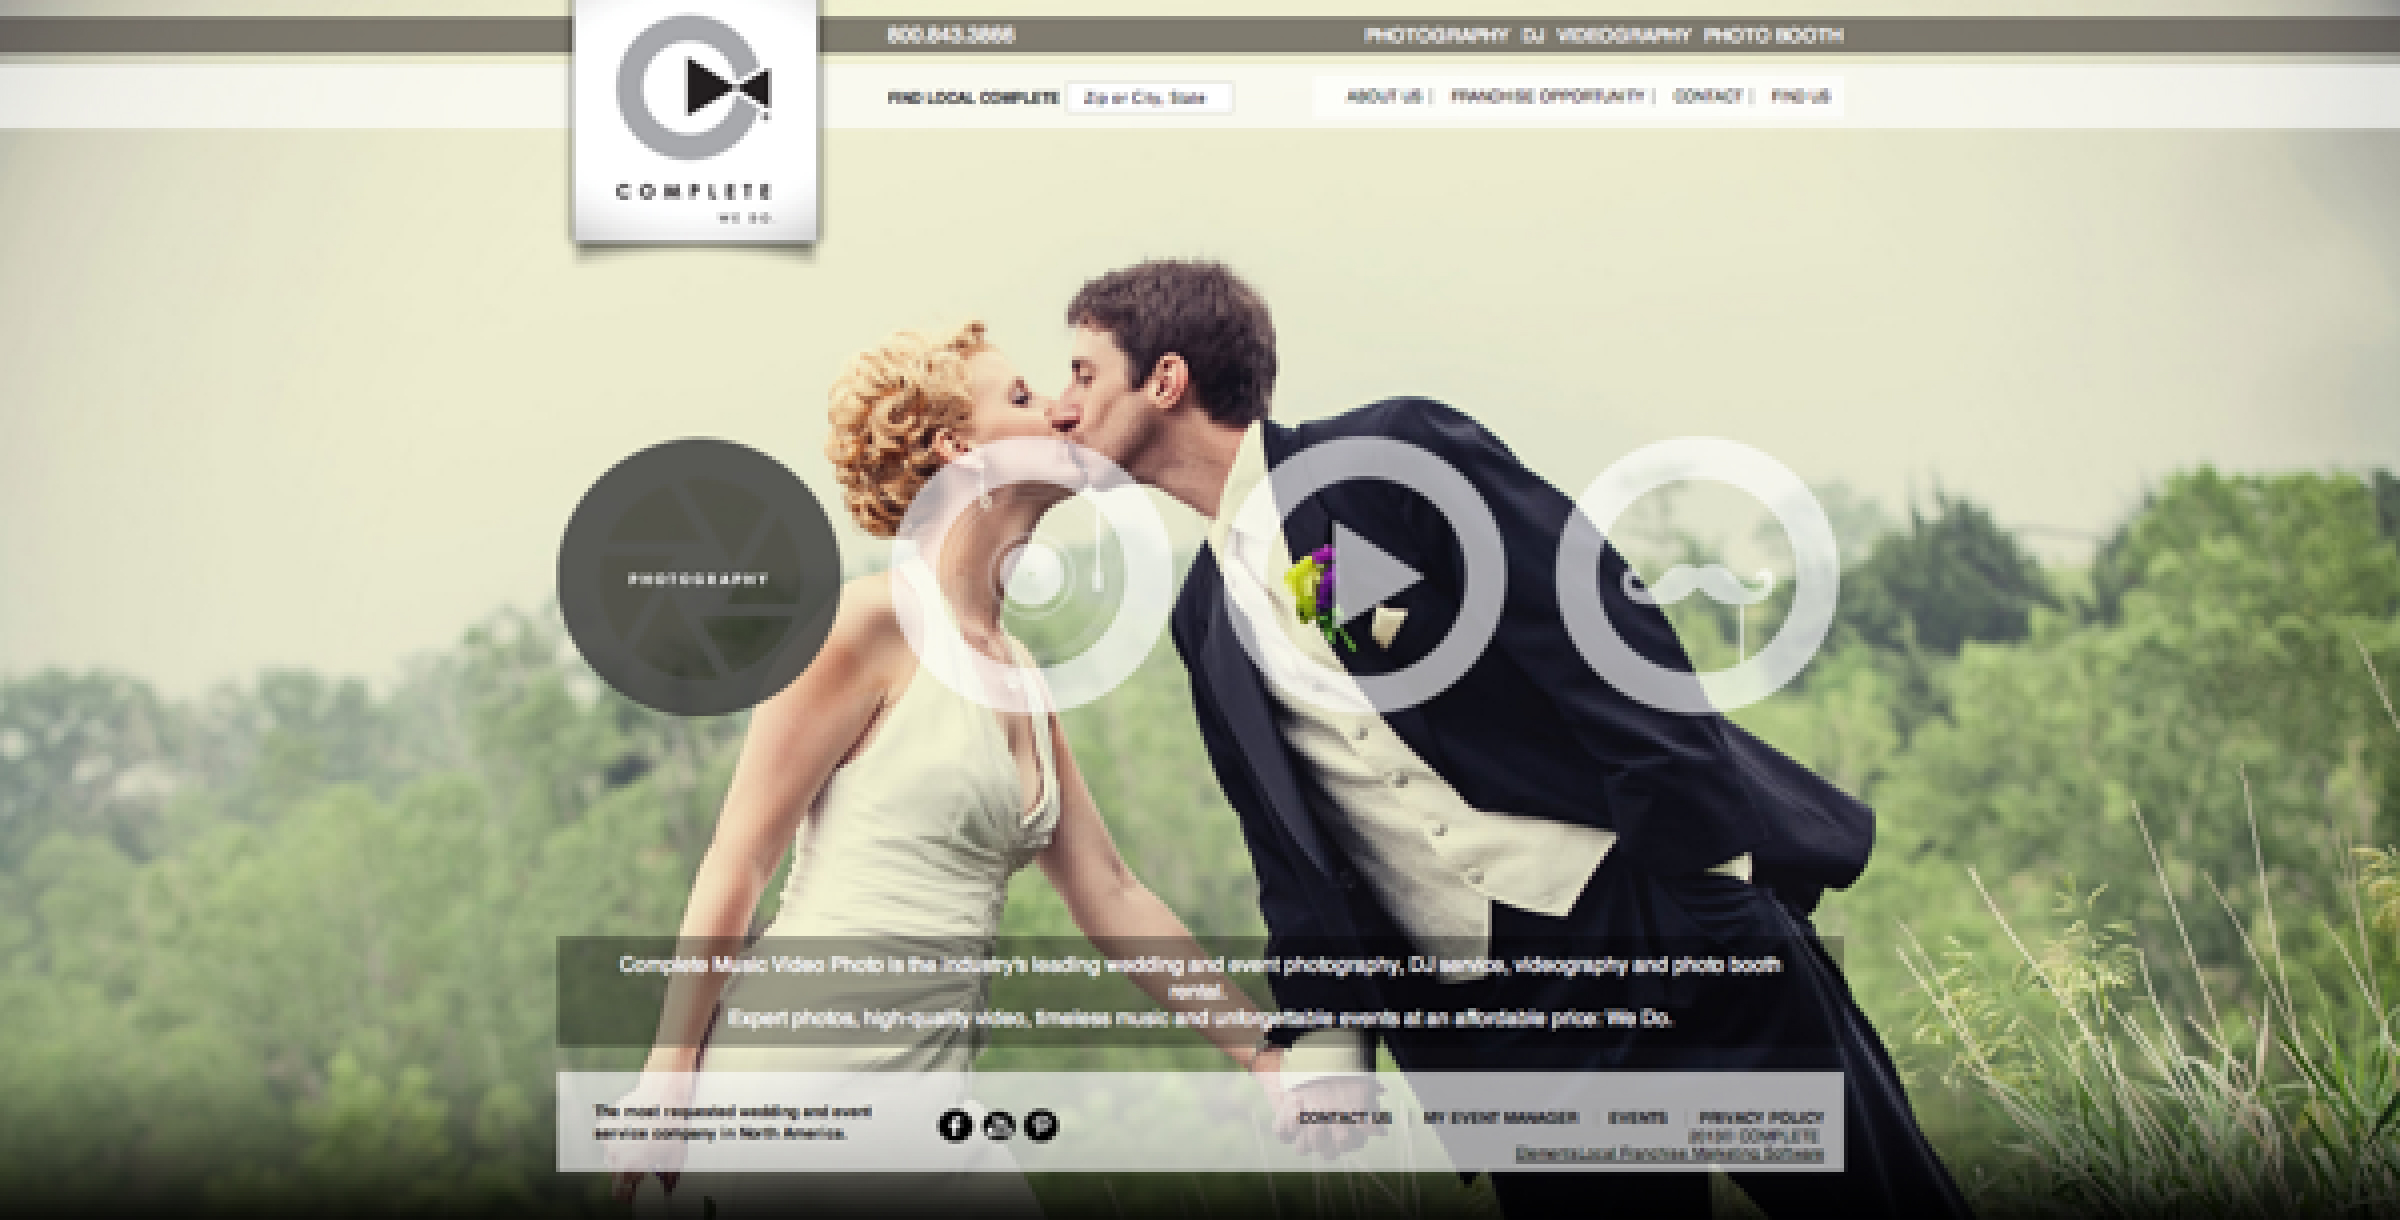 800.843.3866
PHOTOGRAPHY DJ VIDEOGRAPHY PHOTO BOOTH
FIND LOCAL COMPLETE Zip or City, State
ABOUT US | FRANCHISE OPPORTUNITY | CONTACT | FIND US
COMPLETE
WE DO.
PHOTOGRAPHY
Complete Music Video Photo is the industry's leading wedding and event photography, DJ service, videography and photo booth
rental.
Expert photos, high-quality video, timeless music and unforgettable events at an affordable price: We Do.
The most requested wedding and event
service company in North America.
CONTACT US | MY EVENT MANAGER | EVENTS | PRIVACY POLICY
COMPLETE
ElementsLocal Franchise Marketing Software